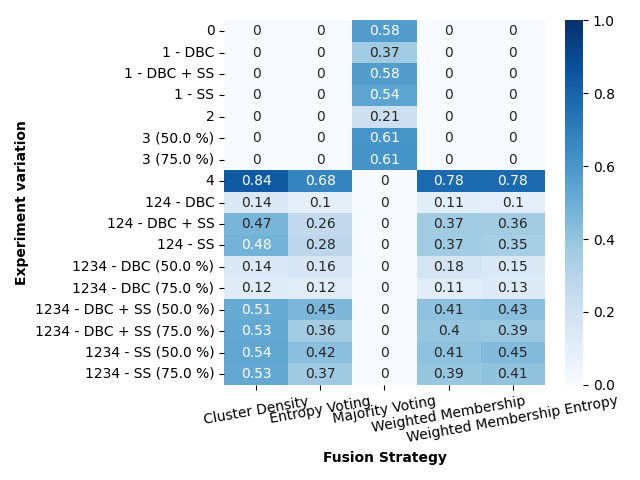 0 0 0 0.58 0 0
1 - DBC 0 0 0.37 0 0
1 - DBC + SS 0 0 0.58 0 0
1 - SS 0 0 0.54 0 0
2 0 0 0.21 0 0
3 (50.0 %) 0 0 0.61 0 0
3 (75.0 %) 0 0 0.61 0 0
4 0.84 0.68 0 0.78 0.78
124 - DBC 0.14 0.1 0 0.11 0.1
124 - DBC + SS 0.47 0.26 0 0.37 0.36
124 - SS 0.48 0.28 0 0.37 0.35
1234 - DBC (50.0 %) 0.14 0.16 0 0.18 0.15
1234 - DBC (75.0 %) 0.12 0.12 0 0.11 0.13
1234 - DBC + SS (50.0 %) 0.51 0.45 0 0.41 0.43
1234 - DBC + SS (75.0 %) 0.53 0.36 0 0.4 0.39
1234 - SS (50.0 %) 0.54 0.42 0 0.41 0.45
1234 - SS (75.0 %) 0.53 0.37 0 0.39 0.41
Experiment variation
Cluster Density
Entropy Voting
Majority Voting
Weighted Membership
Weighted Membership Entropy
Fusion Strategy
1.0
0.8
0.6
0.4
0.2
0.0